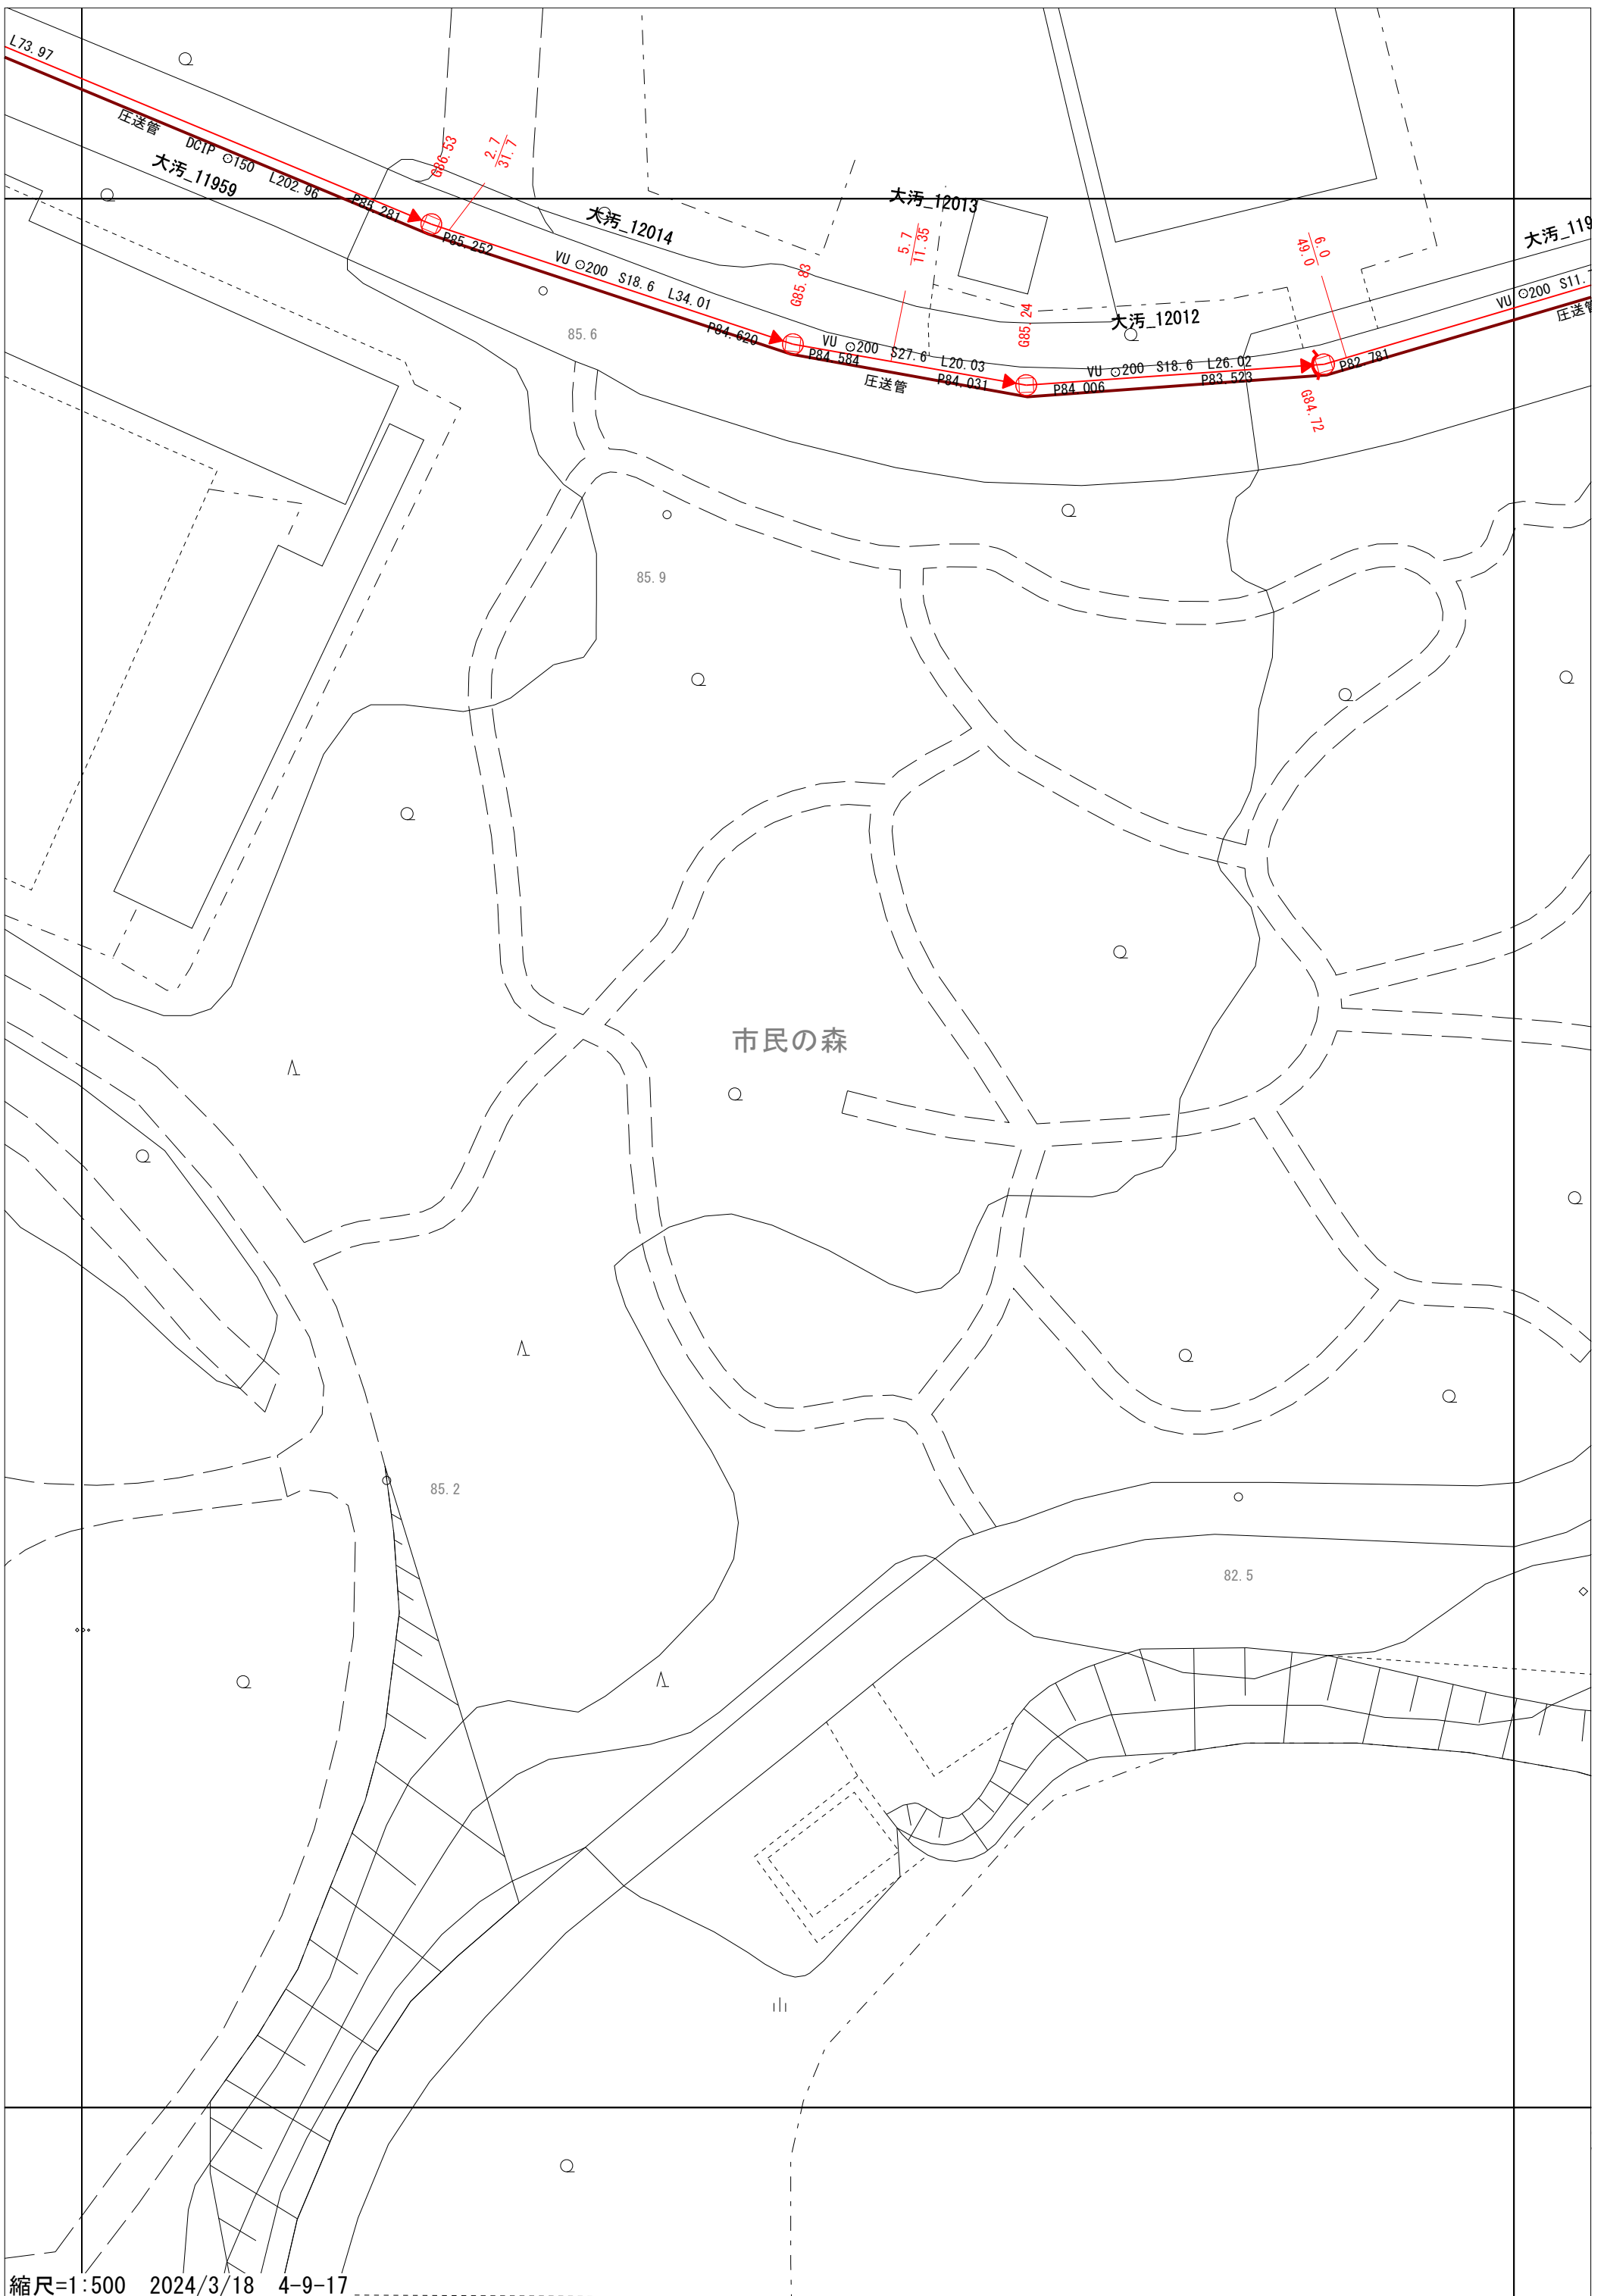 L73.97
圧送管
DCIP ⊙150 L202.96
大汚_11959
P85.281
G86.53
2.7
31.7
P85.252
大汚_12014
VU ⊙200 S18.6 L34.01
P84.620
G85.83
大汚_12013
5.7
11.35
P84.584
VU ⊙200 S27.6 L20.03
圧送管
P84.031
G85.24
大汚_12012
P84.006
VU ⊙200 S18.6 L26.02
P83.523
6.0
49.0
G84.72
P82.781
大汚_119
VU ⊙200 S11.
圧送管
85.6
85.9
市民の森
85.2
82.5
縮尺=1:500 2024/3/18 4-9-17